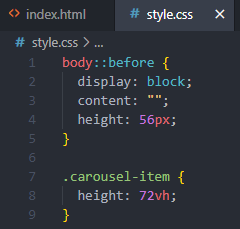 <> index.html # style.css ×
# style.css > ...
1 body::before {
2 display: block;
3 content: "";
4 height: 56px;
5 }
6
7 .carousel-item {
8 height: 72vh;
9 }